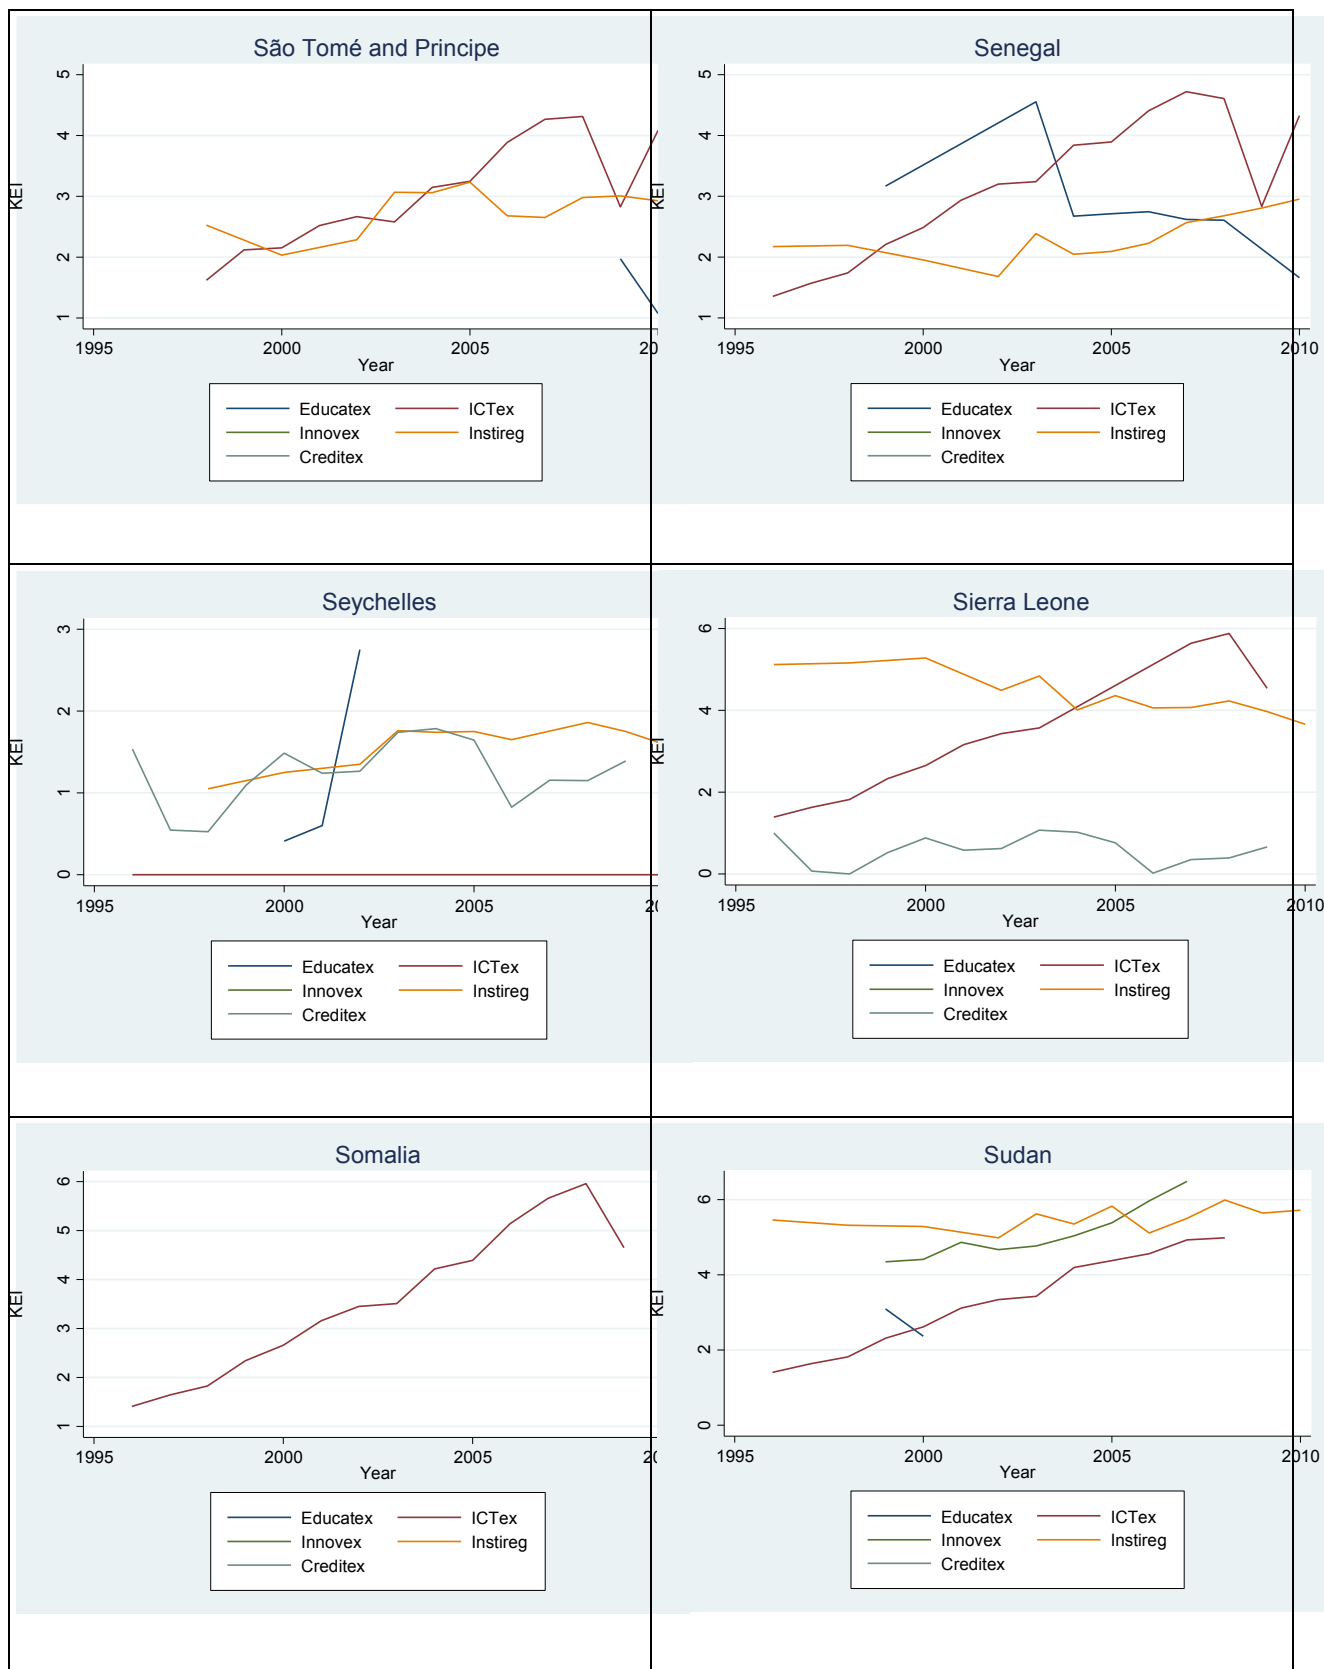 São Tomé and Principe
KEI
5
4
3
2
1
1995 2000 2005 20
Year
Educatex ICTex
Innovex Instireg
Creditex
Senegal
KEI
5
4
3
2
1
1995 2000 2005 2010
Year
Educatex ICTex
Innovex Instireg
Creditex
Seychelles
KEI
3
2
1
0
1995 2000 2005 20
Year
Educatex ICTex
Innovex Instireg
Creditex
Sierra Leone
KEI
6
4
2
0
1995 2000 2005 2010
Year
Educatex ICTex
Innovex Instireg
Creditex
Somalia
KEI
6
5
4
3
2
1
1995 2000 2005 20
Year
Educatex ICTex
Innovex Instireg
Creditex
Sudan
KEI
6
4
2
0
1995 2000 2005 2010
Year
Educatex ICTex
Innovex Instireg
Creditex